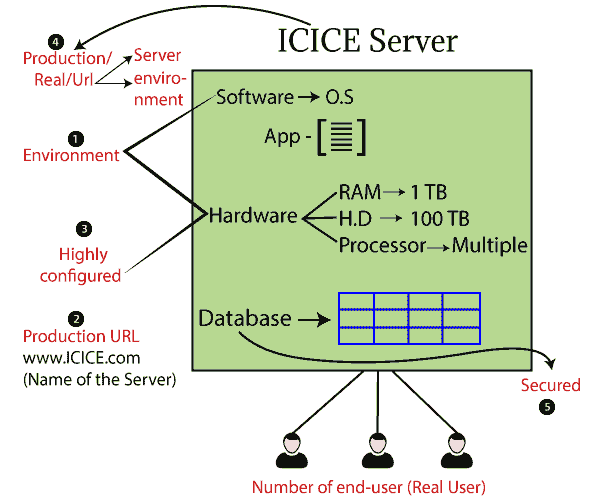 ICICE Server
4
Production/
Real/Url
Server
enviro-
nment
Software → O.S
App - [ ]
1
Environment
Hardware
RAM → 1 TB
H.D → 100 TB
Processor → Multiple
3
Highly
configured
2
Production URL
www.ICICE.com
(Name of the Server)
Database →
Secured
5
Number of end-user (Real User)